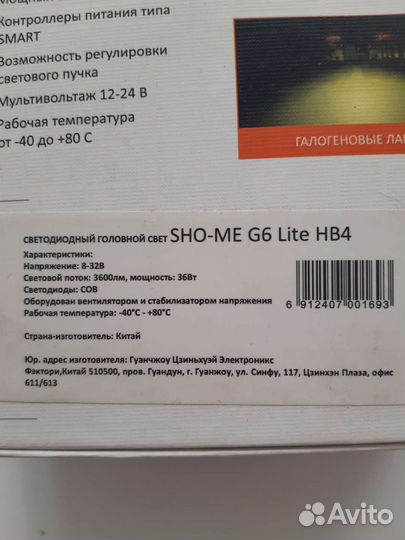 Контроллеры питания типа
SMART
Возможность регулировки
светового пучка
Мультивольтаж 12-24 В
Рабочая температура
от -40 до +80 С
ГАЛОГЕНОВЫЕ
СВЕТОДИОДНЫЙ ГОЛОВНОЙ СВЕТ SHO-ME G6 Lite HB4
Характеристики:
Напряжение: 8-32В
Световой поток: 3600лм, мощность: 36Вт
Светодиоды: COB
Оборудован вентилятором и стабилизатором напряжения
Рабочая температура: -40°C - +80°C
6 912407 001693
Страна-изготовитель: Китай
Юр. адрес изготовителя: Гуанчжоу Цзиньхуэй Электроникс
Фэктори,Китай 510500, пров. Гуандун, г. Гуанжоу, ул. Синфу, 117, Цзинхэн Плаза, офис
611/613
Avito